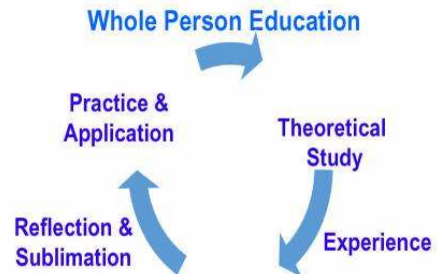 Whole Person Education
Practice &
Application
Theoretical
Study
Reflection &
Sublimation
Experience